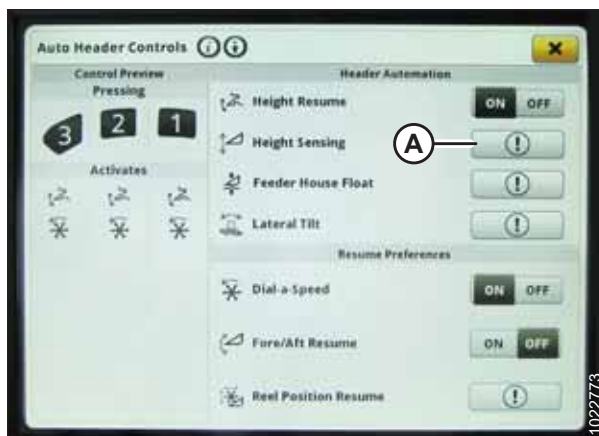 Auto Header Controls
Control Preview
Pressing
3 2 1
Activates
Header Automation
Height Resume ON OFF
Height Sensing !
A
Feeder House Float !
Lateral Tilt !
Resume Preferences
Dial-a-Speed ON OFF
Fore/Aft Resume ON OFF
Reel Position Resume !
1022773